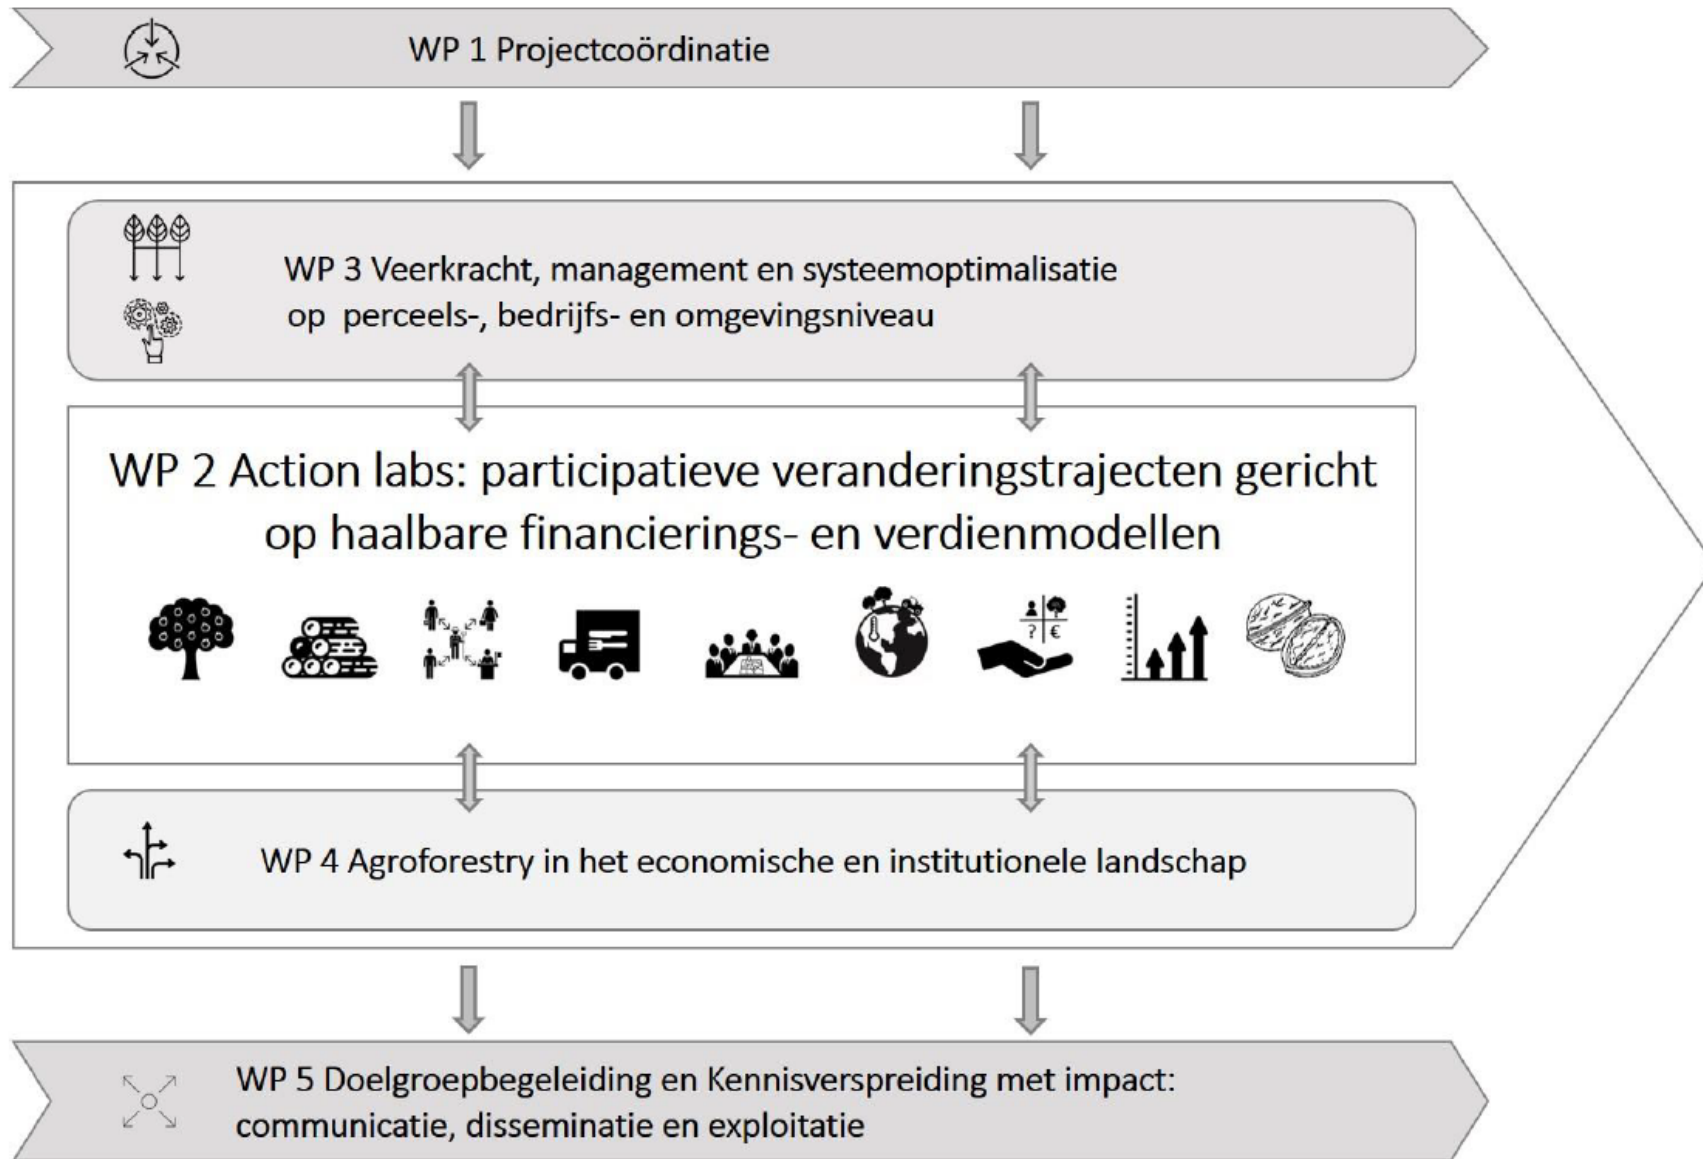 WP 1 Projectcoördinatie
WP 3 Veerkracht, management en systeemoptimalisatie
op perceels-, bedrijfs- en omgevingsniveau
WP 2 Action labs: participatieve veranderingstrajecten gericht
op haalbare financierings- en verdienmodellen
? €
WP 4 Agroforestry in het economische en institutionele landschap
WP 5 Doelgroepbegeleiding en Kennisverspreiding met impact:
communicatie, disseminatie en exploitatie